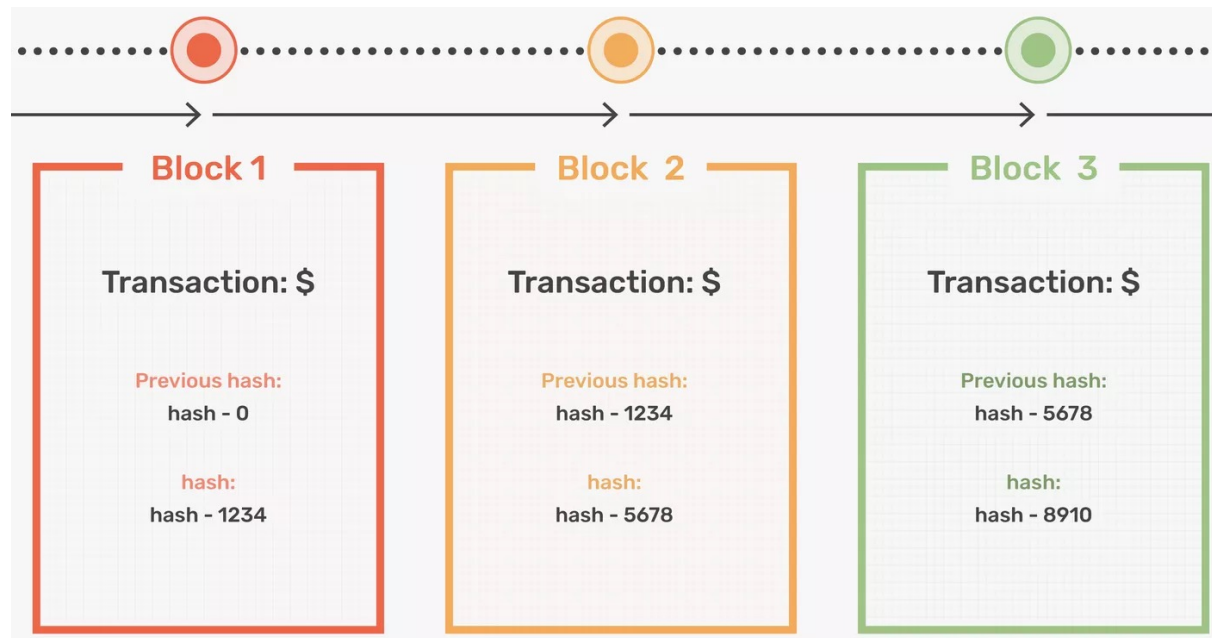 Block 1
Transaction: $
Previous hash:
hash - 0
hash:
hash - 1234
Block 2
Transaction: $
Previous hash:
hash - 1234
hash:
hash - 5678
Block 3
Transaction: $
Previous hash:
hash - 5678
hash:
hash - 8910